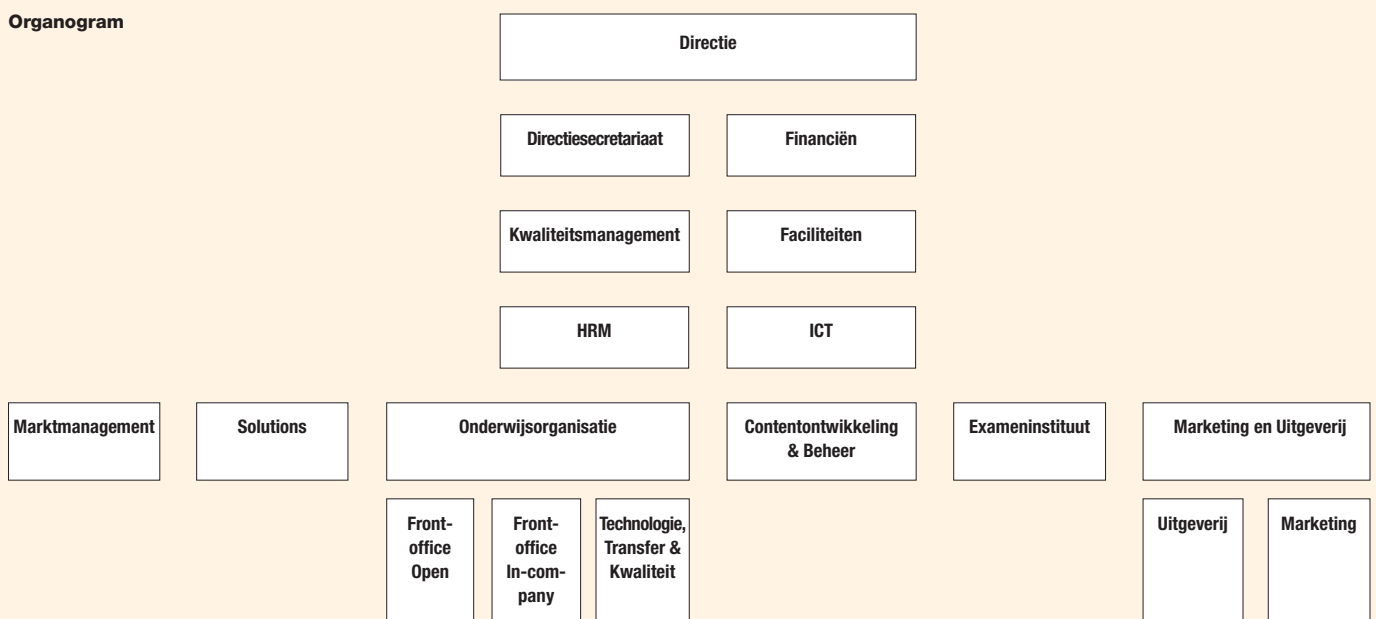 Organogram
Directie
Directiesecretariaat
Financiën
Kwaliteitsmanagement
Faciliteiten
HRM
ICT
Marktmanagement
Solutions
Onderwijsorganisatie
Contentontwikkeling
& Beheer
Exameninstituut
Marketing en Uitgeverij
Front-
office
Open
Front-
office
In-com-
pany
Technologie,
Transfer &
Kwaliteit
Uitgeverij
Marketing